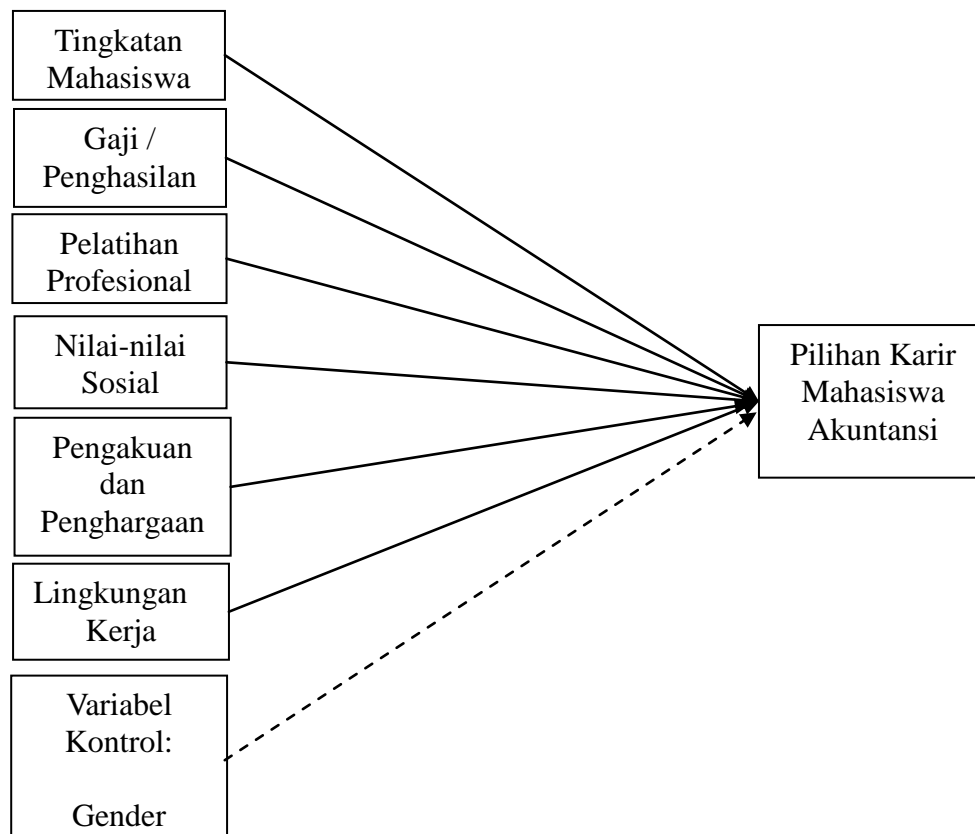 Tingkatan
Mahasiswa
Gaji /
Penghasilan
Pelatihan
Profesional
Nilai-nilai
Sosial
Pengakuan
dan
Penghargaan
Lingkungan
Kerja
Variabel
Kontrol:
Gender
Pilihan Karir
Mahasiswa
Akuntansi